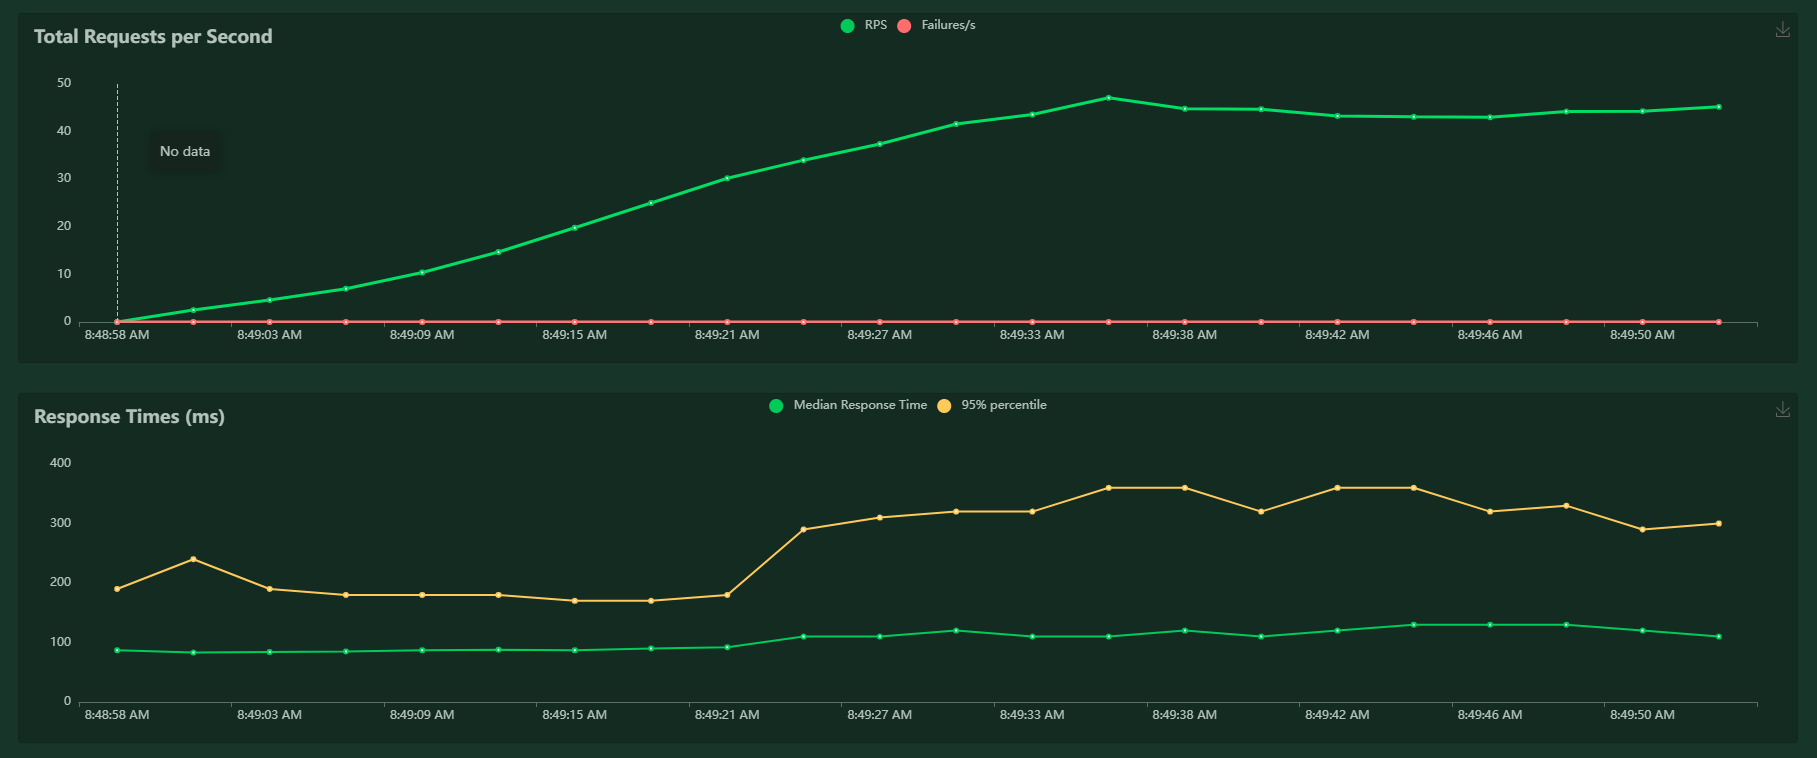 Total Requests per Second
RPS Failures/s
50
40
No data
30
20
10
0
8:48:58 AM 8:49:03 AM 8:49:09 AM 8:49:15 AM 8:49:21 AM 8:49:27 AM 8:49:33 AM 8:49:38 AM 8:49:42 AM 8:49:46 AM 8:49:50 AM
Response Times (ms)
Median Response Time 95% percentile
400
300
200
100
0
8:48:58 AM 8:49:03 AM 8:49:09 AM 8:49:15 AM 8:49:21 AM 8:49:27 AM 8:49:33 AM 8:49:38 AM 8:49:42 AM 8:49:46 AM 8:49:50 AM